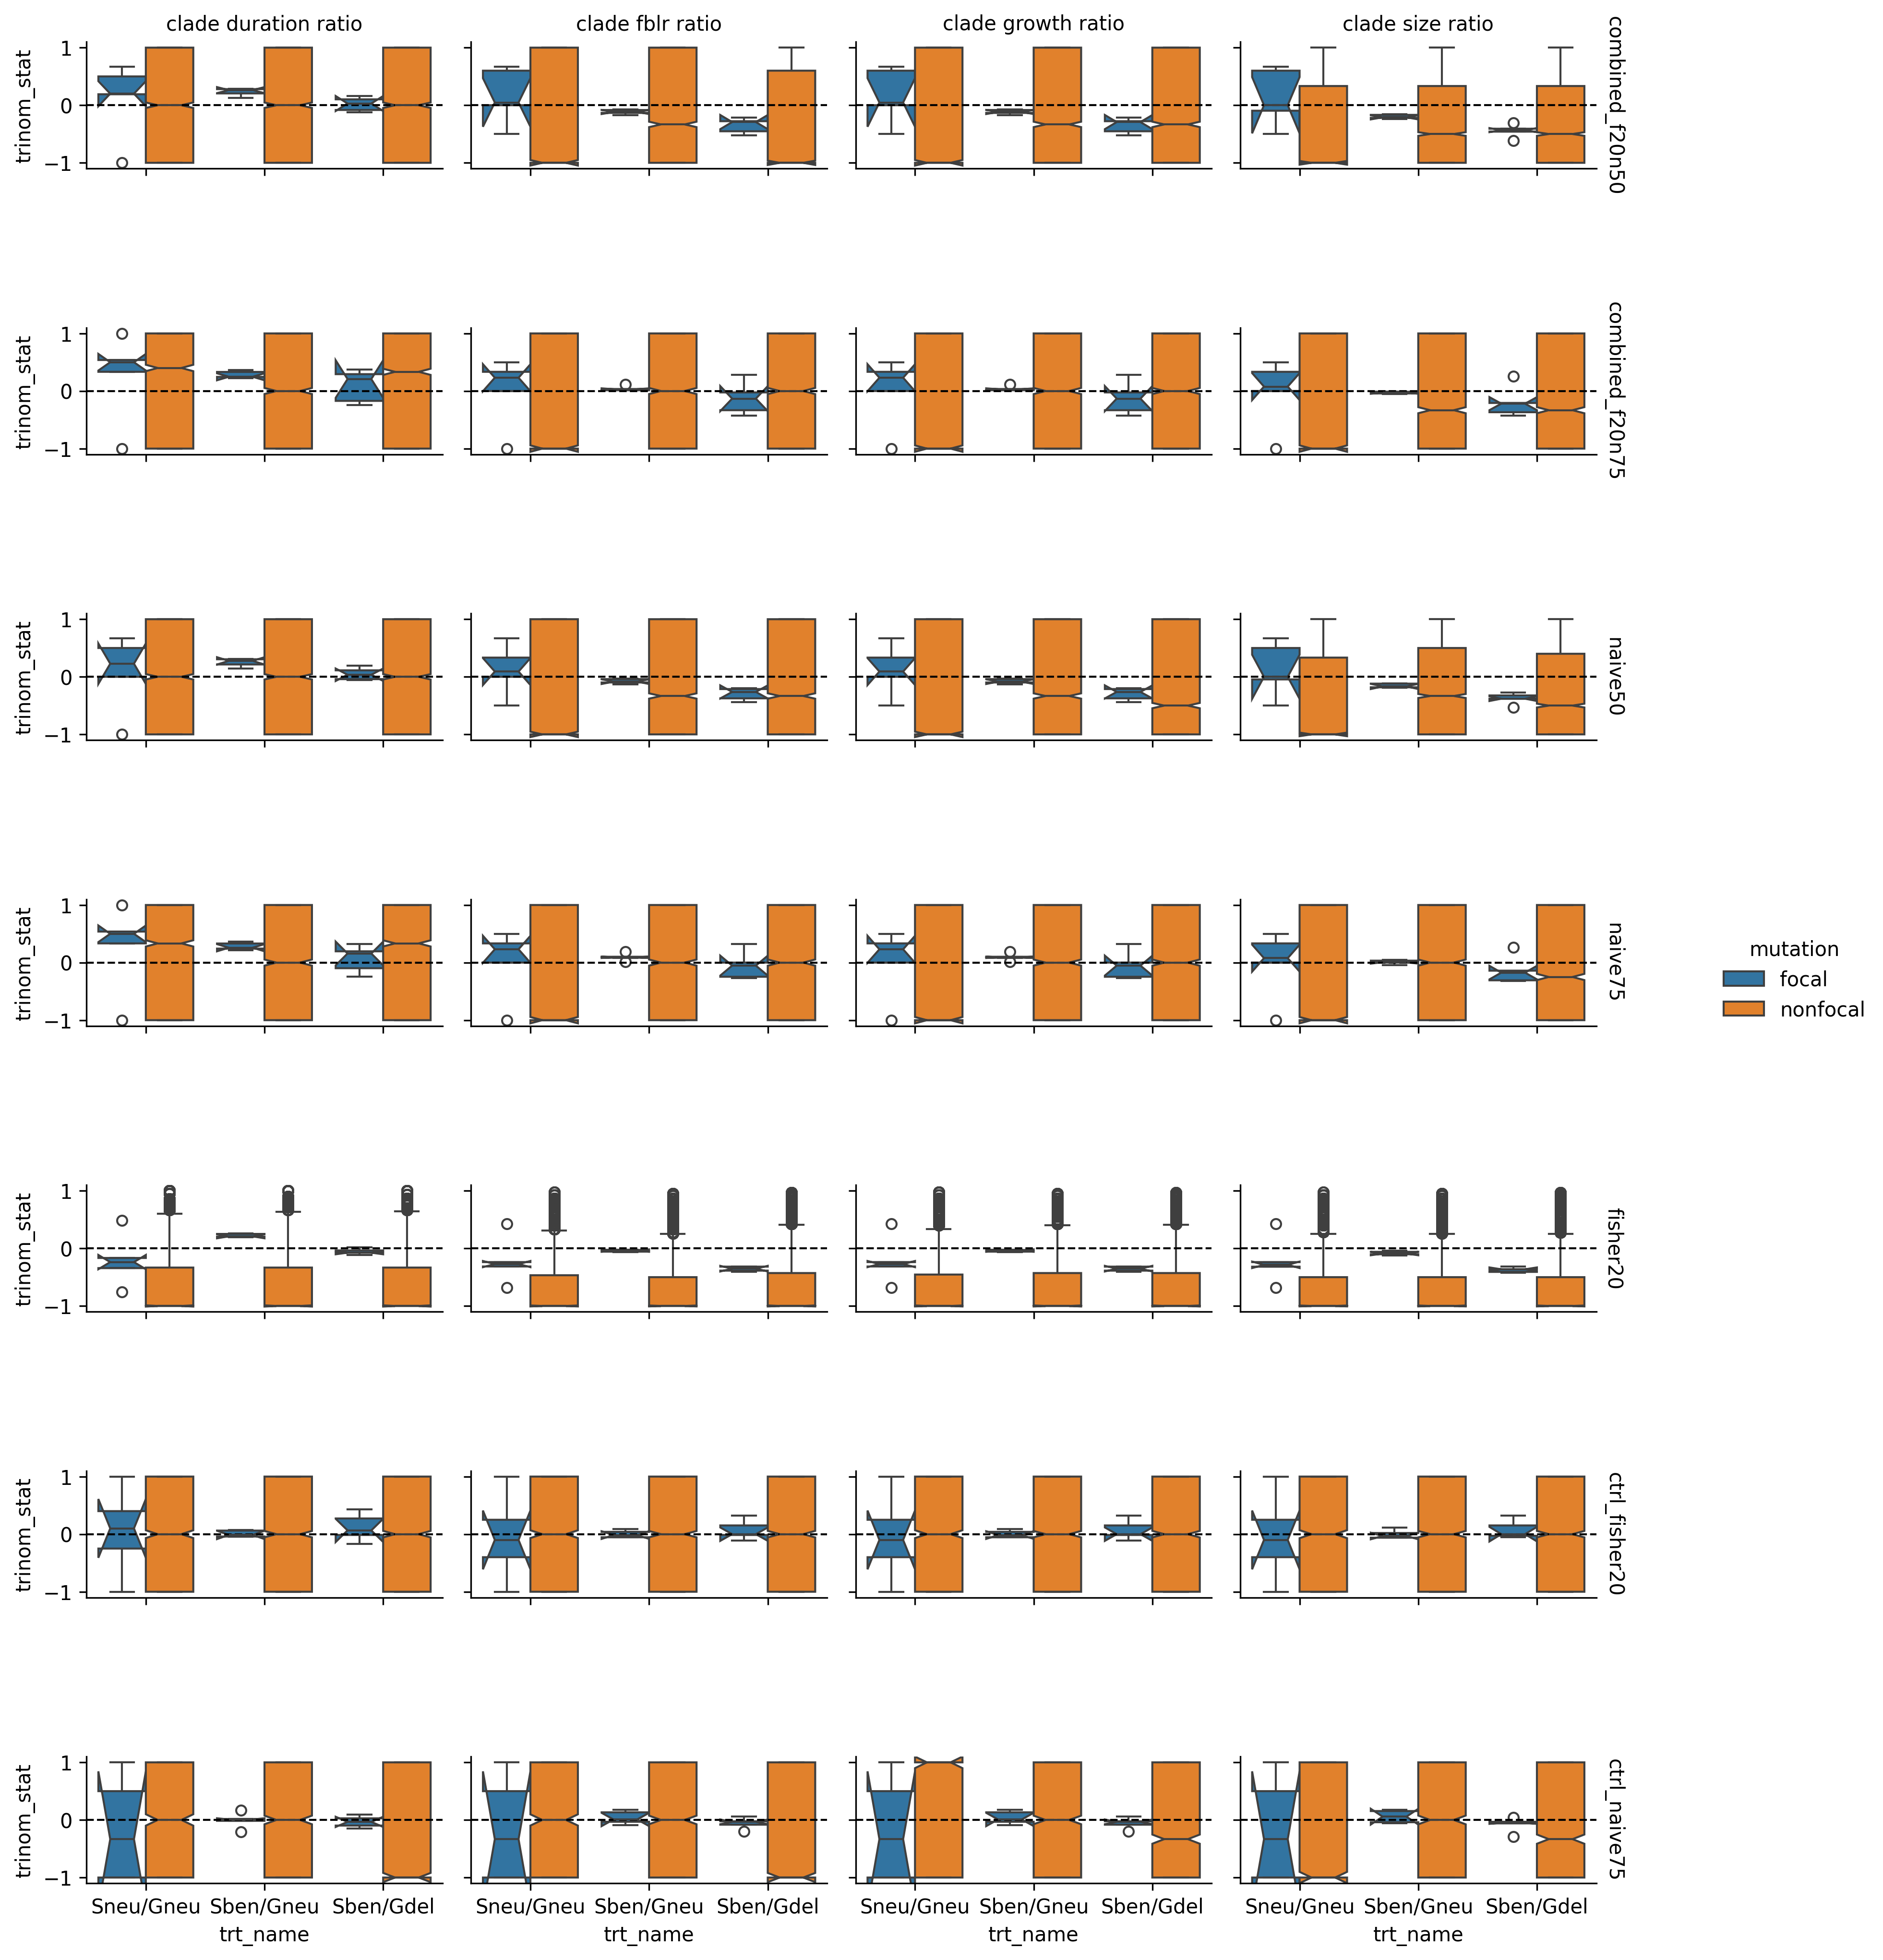 clade duration ratio
clade fblr ratio
clade growth ratio
clade size ratio
trinom_stat
1
0
−1
combined_f20n50
trinom_stat
1
0
−1
combined_f20n75
trinom_stat
1
0
−1
naive50
trinom_stat
1
0
−1
naive75
mutation
focal
nonfocal
trinom_stat
1
0
−1
fisher20
trinom_stat
1
0
−1
ctrl_fisher20
trinom_stat
1
0
−1
ctrl_naive75
Sneu/Gneu Sben/Gneu Sben/Gdel
trt_name
Sneu/Gneu Sben/Gneu Sben/Gdel
trt_name
Sneu/Gneu Sben/Gneu Sben/Gdel
trt_name
Sneu/Gneu Sben/Gneu Sben/Gdel
trt_name